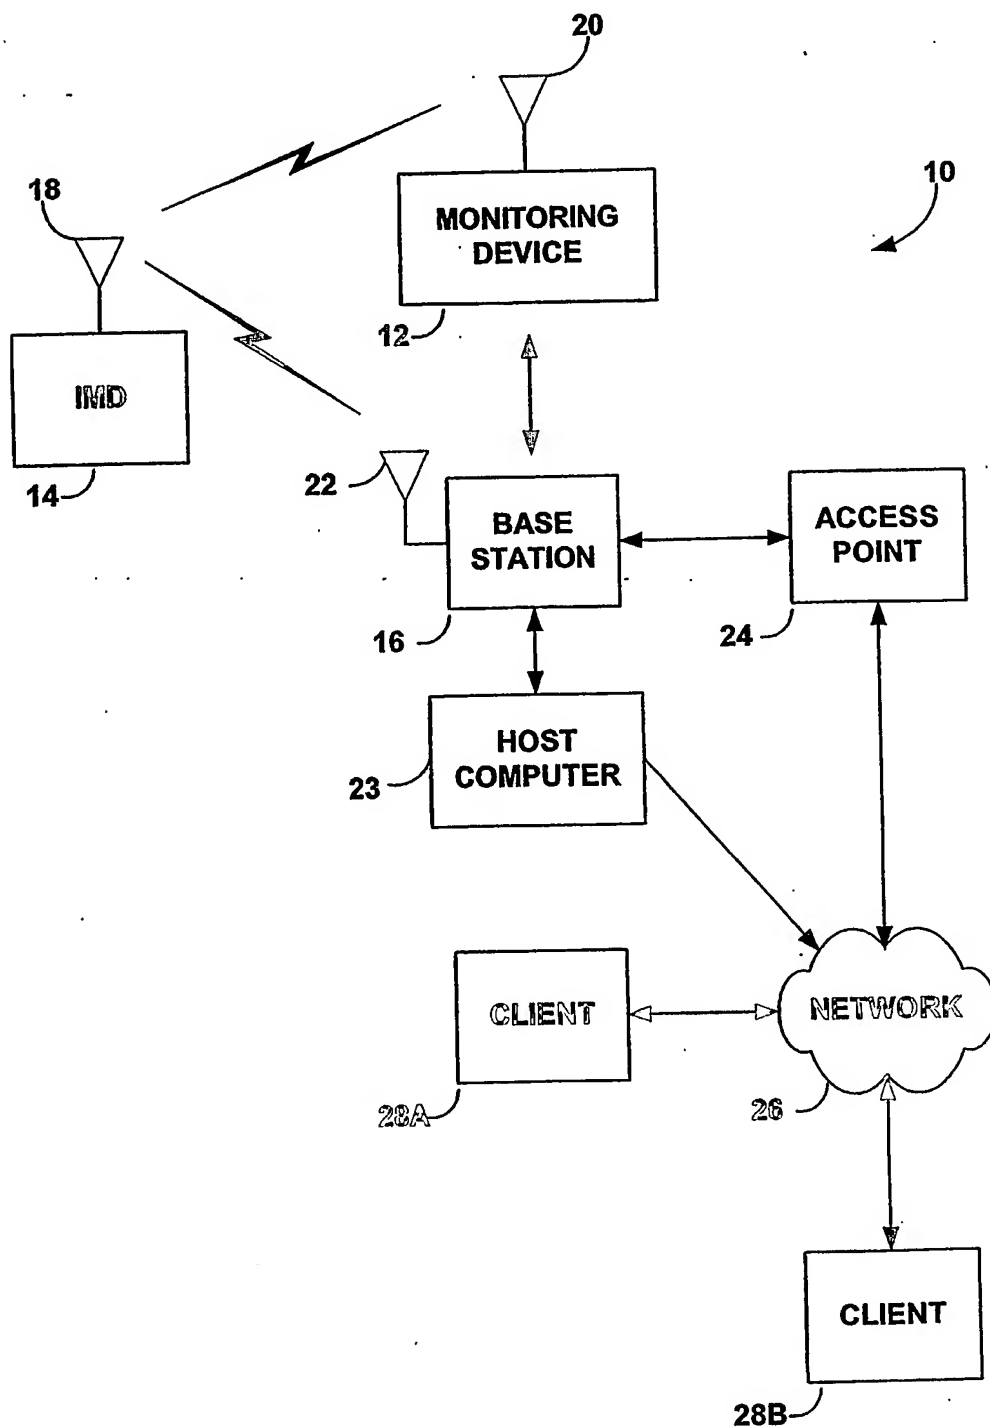 20
10
18
MONITORING
DEVICE
12
IMD
14
22
BASE
STATION
ACCESS
POINT
16
24
HOST
COMPUTER
23
CLIENT
NETWORK
28A
26
CLIENT
28B